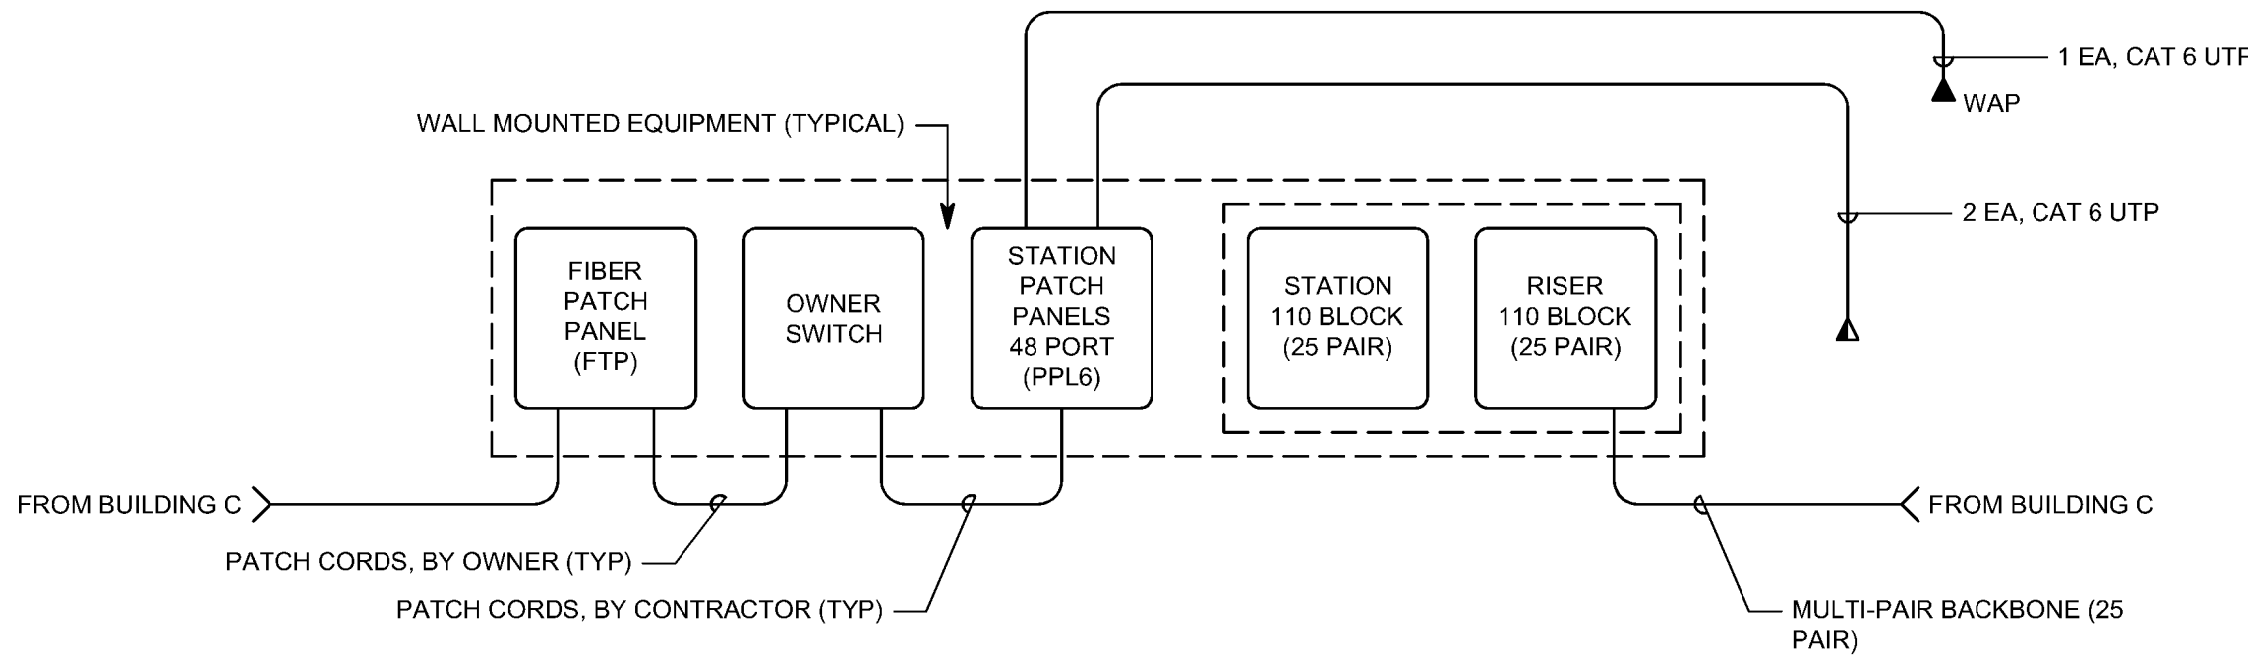 1 EA, CAT 6 UTP
WAP
WALL MOUNTED EQUIPMENT (TYPICAL)
2 EA, CAT 6 UTP
FIBER
PATCH
PANEL
(FTP)
OWNER
SWITCH
STATION
PATCH
PANELS
48 PORT
(PPL6)
STATION
110 BLOCK
(25 PAIR)
RISER
110 BLOCK
(25 PAIR)
FROM BUILDING C
FROM BUILDING C
PATCH CORDS, BY OWNER (TYP)
PATCH CORDS, BY CONTRACTOR (TYP)
MULTI-PAIR BACKBONE (25
PAIR)